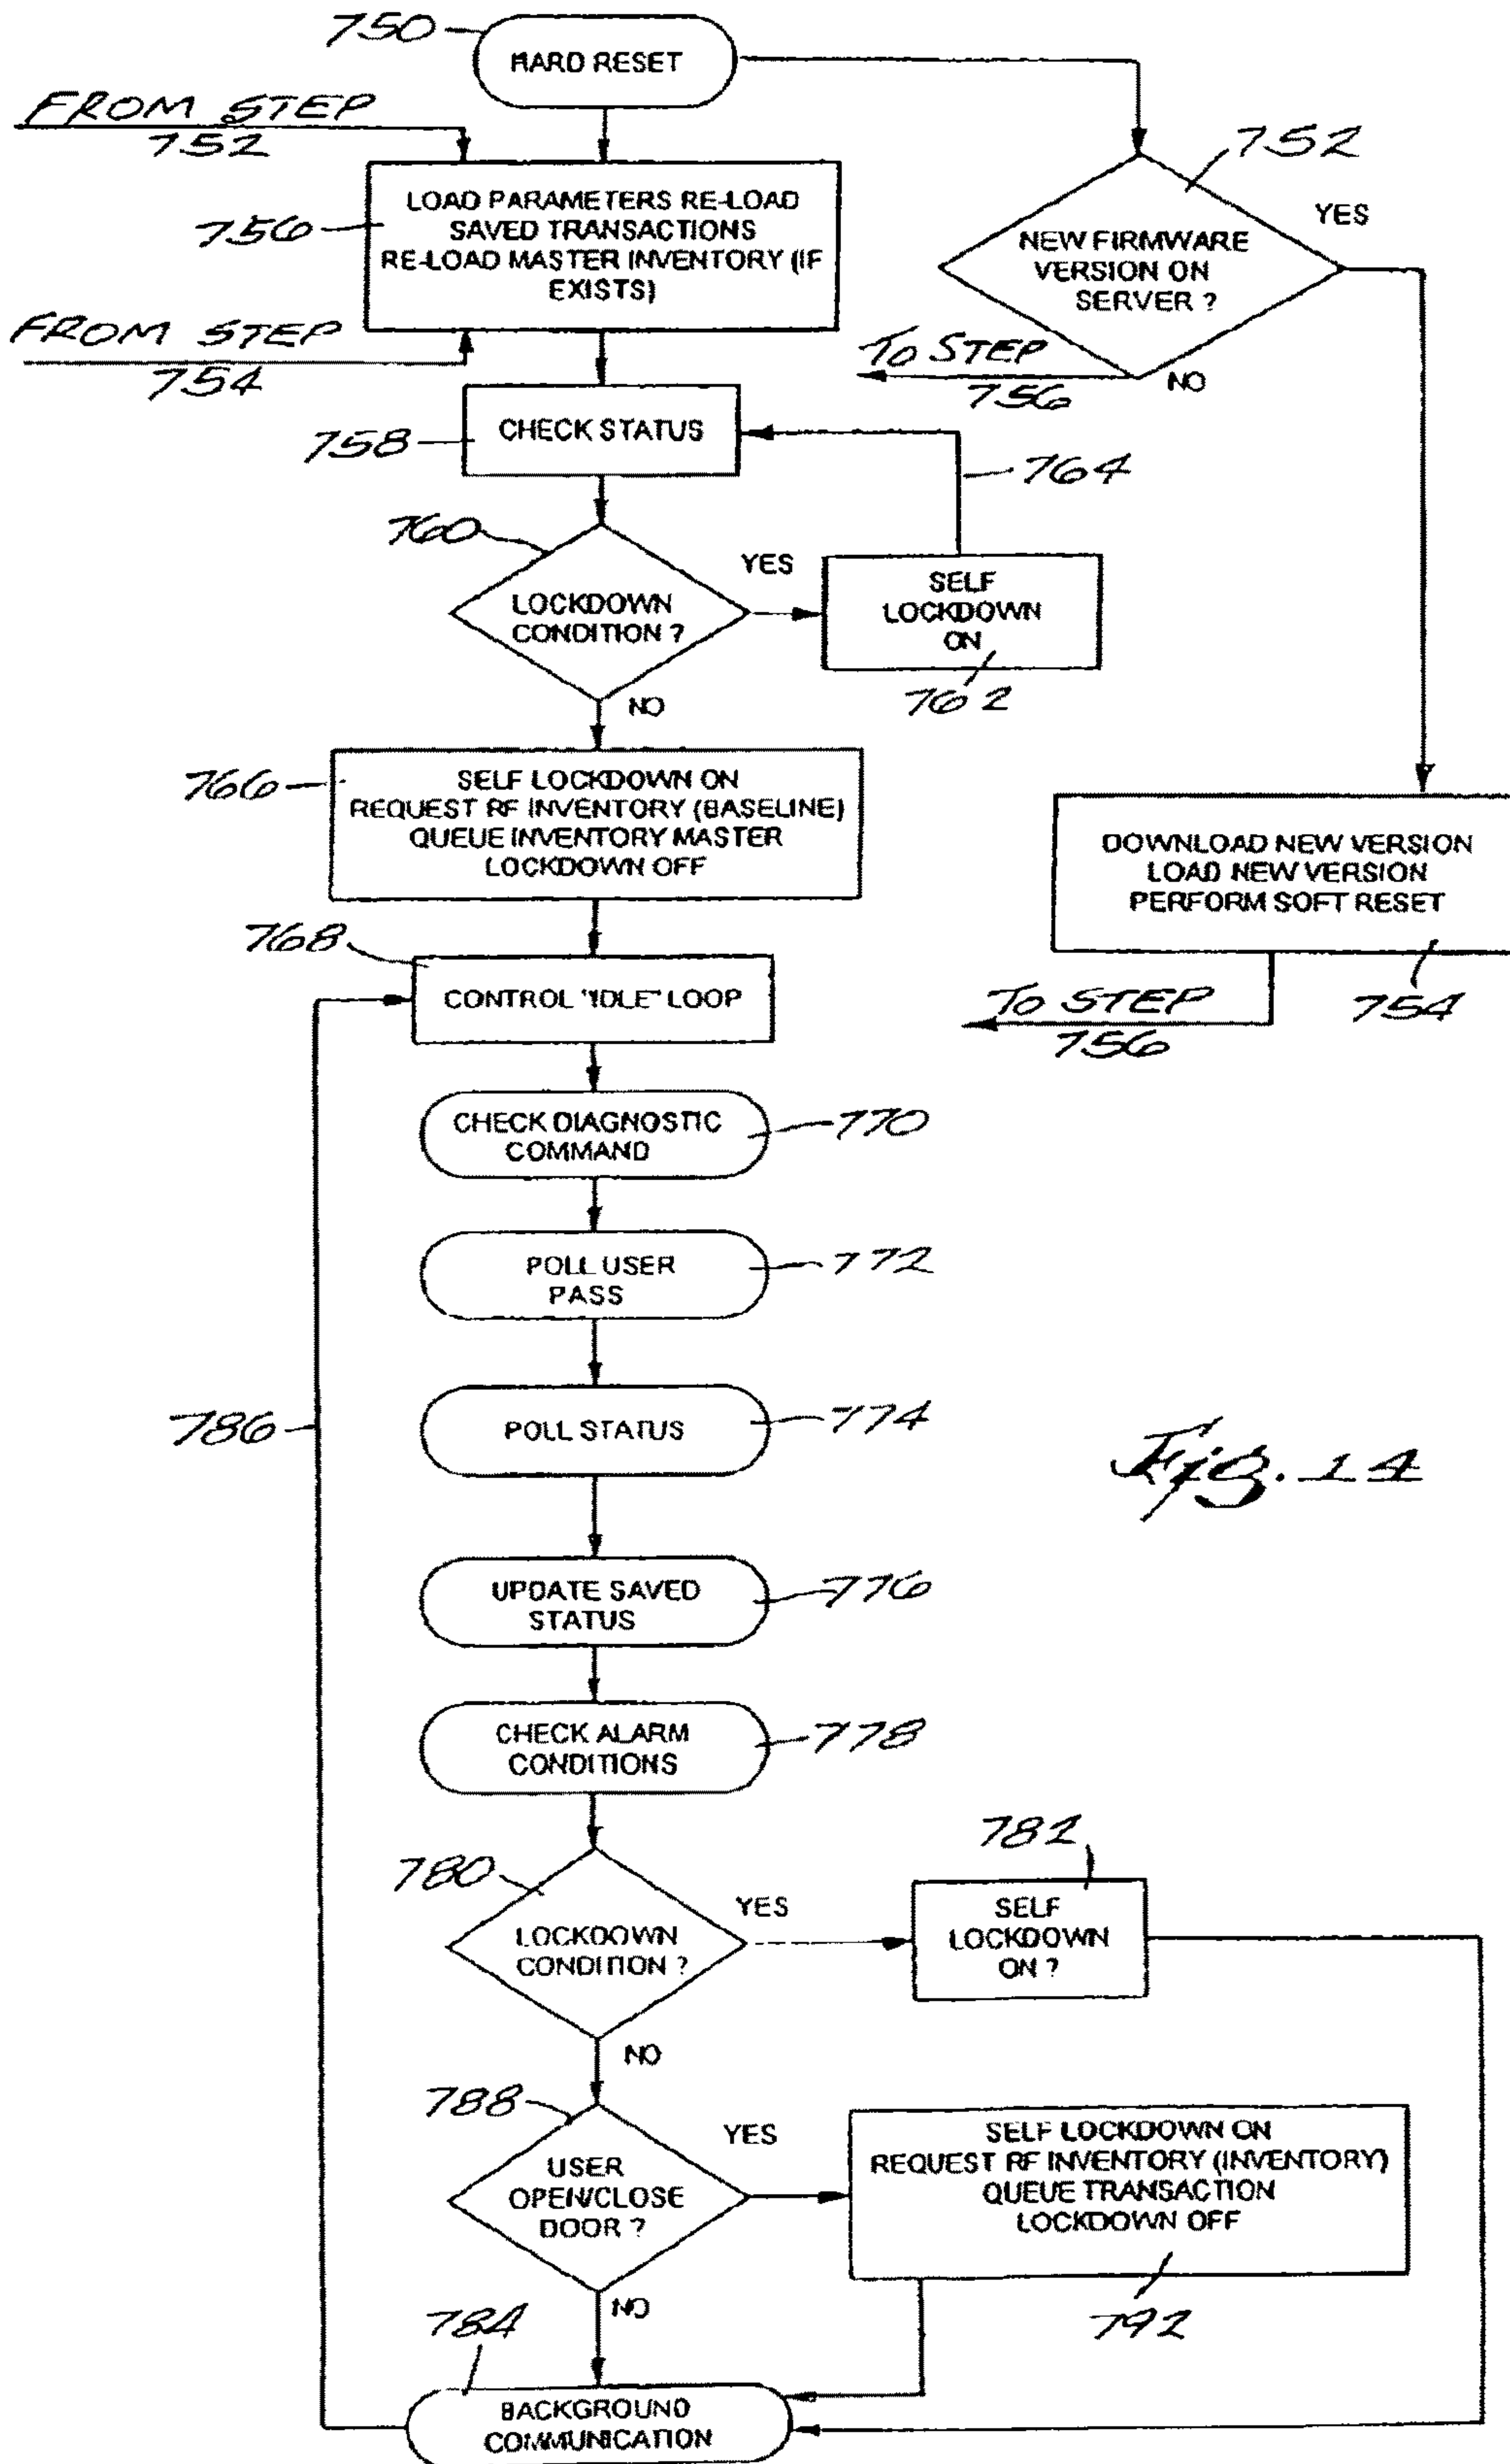 750
HARD RESET
FROM STEP
752
752
756
LOAD PARAMETERS RE-LOAD
SAVED TRANSACTIONS
RE-LOAD MASTER INVENTORY (IF
EXISTS)
YES
NEW FIRMWARE
VERSION ON
SERVER ?
FROM STEP
754
TO STEP
756
NO
758
CHECK STATUS
764
760
LOCKDOWN
CONDITION ?
YES
SELF
LOCKDOWN
ON
762
NO
766
SELF LOCKDOWN ON
REQUEST RF INVENTORY (BASELINE)
QUEUE INVENTORY MASTER
LOCKDOWN OFF
DOWNLOAD NEW VERSION
LOAD NEW VERSION
PERFORM SOFT RESET
754
TO STEP
756
768
CONTROL "IDLE" LOOP
CHECK DIAGNOSTIC
COMMAND
770
POLL USER
PASS
772
786
POLL STATUS
774
Fig. 14
UPDATE SAVED
STATUS
776
CHECK ALARM
CONDITIONS
778
780
LOCKDOWN
CONDITION ?
YES
782
SELF
LOCKDOWN
ON ?
NO
788
USER
OPEN/CLOSE
DOOR ?
YES
SELF LOCKDOWN ON
REQUEST RF INVENTORY (INVENTORY)
QUEUE TRANSACTION
LOCKDOWN OFF
792
NO
784
BACKGROUND
COMMUNICATION